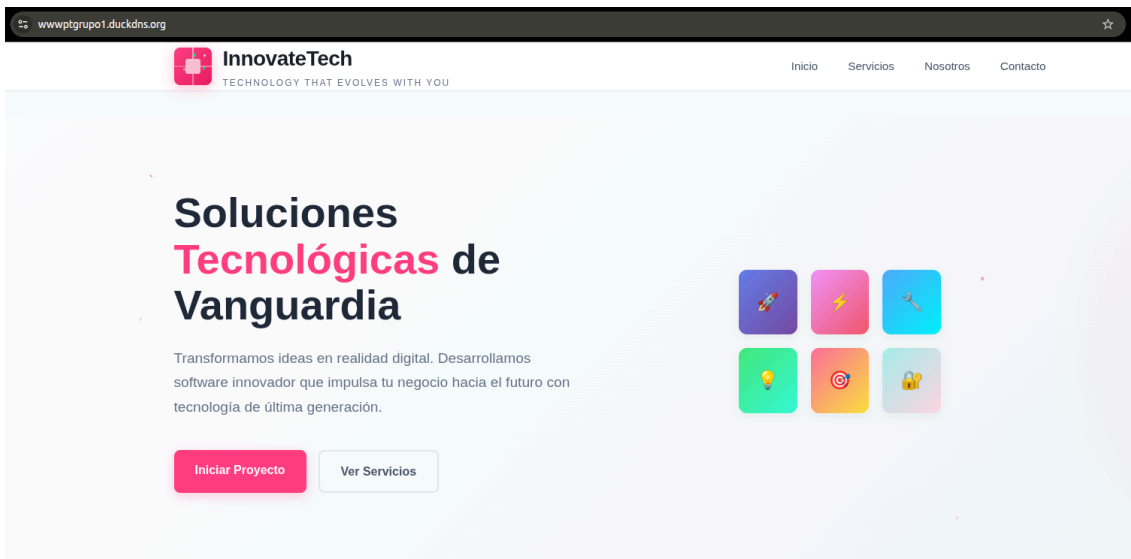 wwwptgrupo1.duckdns.org
InnovateTech
TECHNOLOGY THAT EVOLVES WITH YOU
Inicio
Servicios
Nosotros
Contacto
Soluciones
Tecnológicas de
Vanguardia
Transformamos ideas en realidad digital. Desarrollamos
software innovador que impulsa tu negocio hacia el futuro con
tecnología de última generación.
Iniciar Proyecto
Ver Servicios